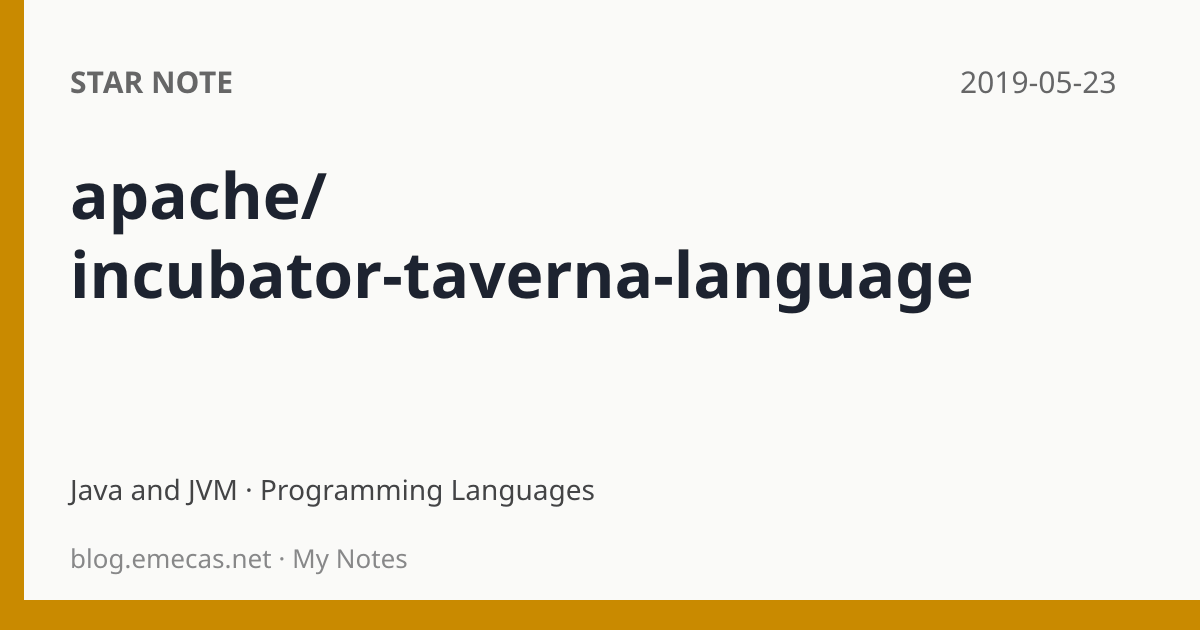 STAR NOTE
2019-05-23
apache/
incubator-taverna-language
Java and JVM · Programming Languages
blog.emecas.net · My Notes